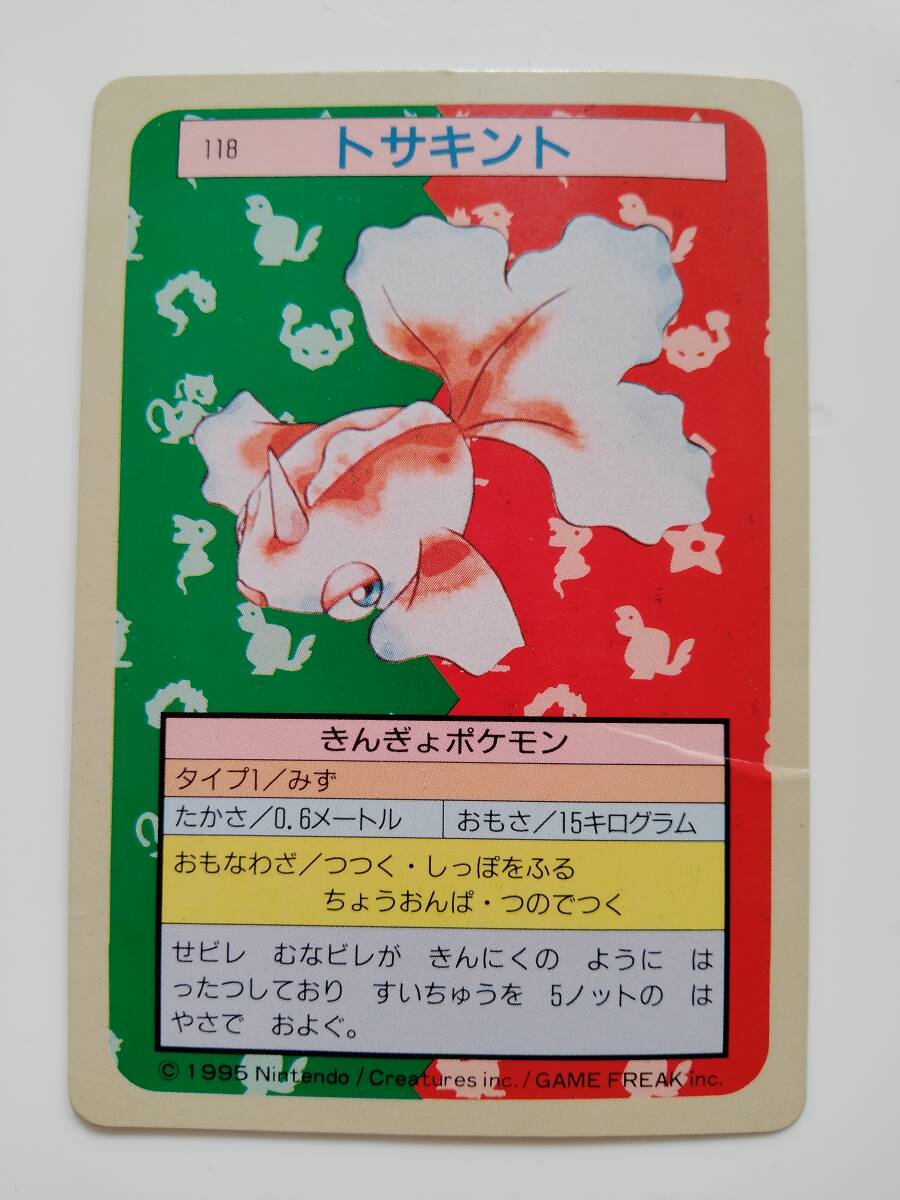 118 トサキント
きんぎょポケモン
タイプ1/みず
たかさ/0.6メートル おもさ/15キログラム
おもなわざ/つつく・しっぽをふる
ちょうおんぱ・つのでつく
せビレ むなビレが きんにくの ように は
ったつしており すいちゅうを 5ノットの は
やさで およぐ。
© 1995 Nintendo / Creatures inc. / GAME FREAK inc.